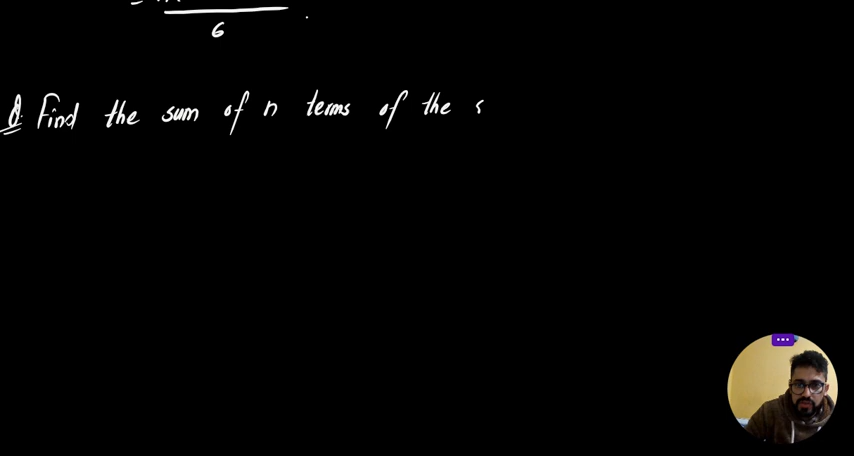 6
Q. Find the sum of n terms of the s